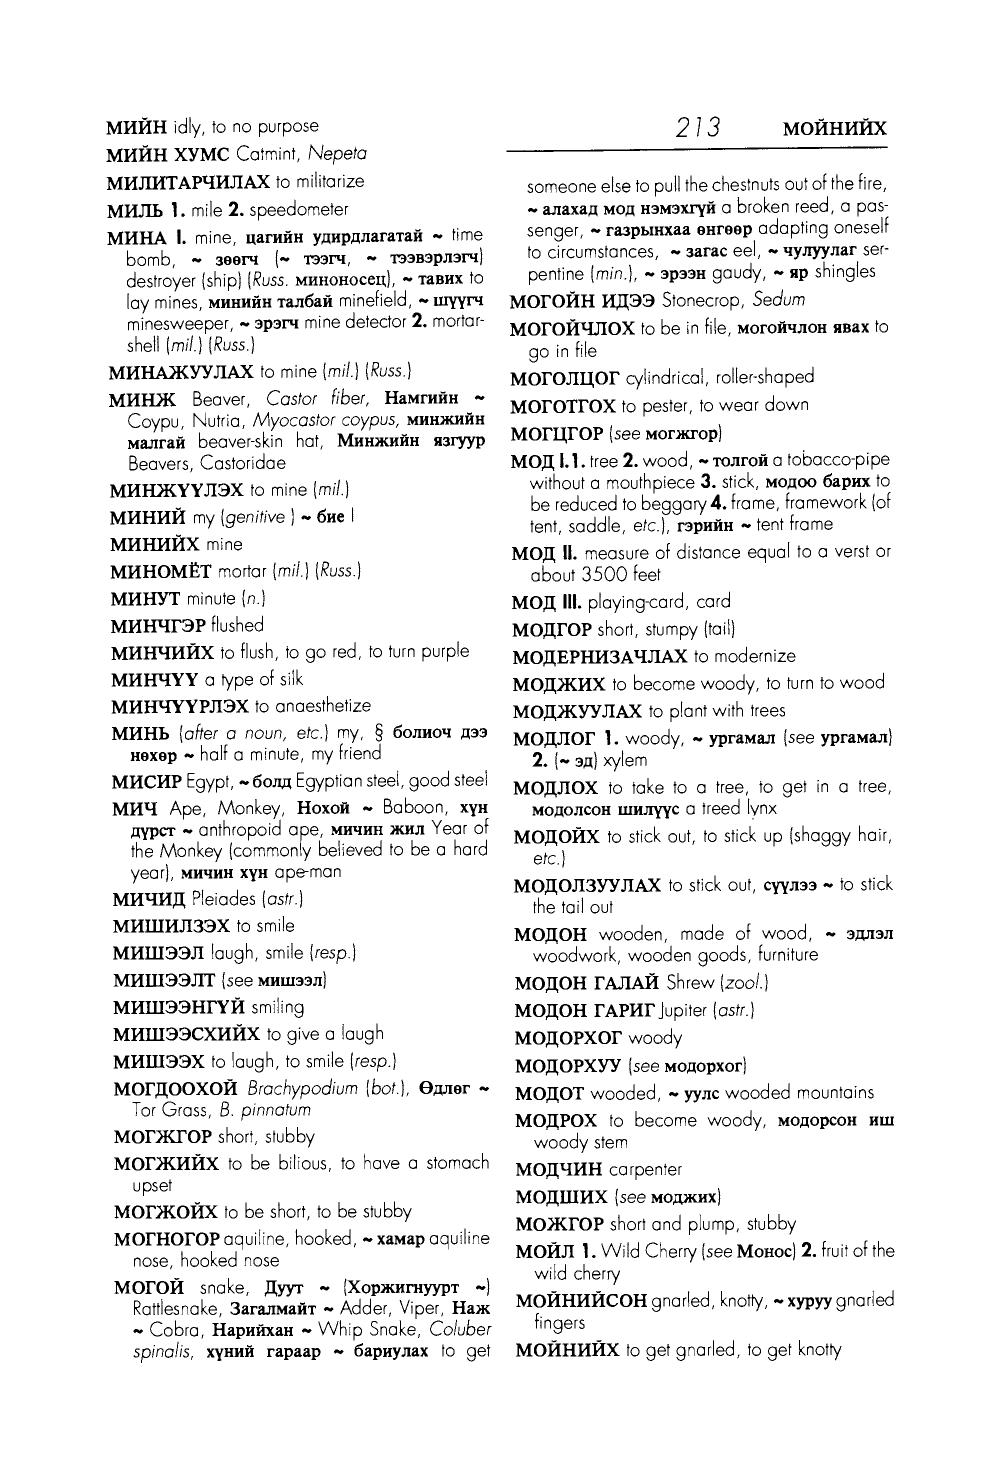 МИЙН idly, to no purpose
МИЙН ХУМС Catmint, Nepeta
МИЛИТАРЧИЛАХ to militarize
МИЛЬ 1. mile 2. speedometer
МИНА I. mine, цагийн удирдлагатай ~ time
bomb, ~ зөөгч (~ тээгч, ~ тээвэрлэгч)
destroyer (ship) (Russ. миноносец), ~ тавих to
lay mines, минийн талбай minefield, ~ шүүгч
minesweeper, ~ эрэгч mine detector 2. mortar-
shell (mil.) (Russ.)
МИНАЖУУЛАХ to mine (mil.) (Russ.)
МИНЖ Beaver, Castor fiber, Намгийн ~
Coypu, Nutria, Myocastor coypus, минжийн
малгай beaver-skin hat, Минжийн язгуур
Beavers, Castoridae
МИНЖҮҮЛЭХ to mine (mil.)
МИНИЙ my (genitive ) ~ бие I
МИНИЙХ mine
МИНОМЁТ mortar (mil.) (Russ.)
МИНУТ minute (n.)
МИНЧГЭР flushed
МИНЧИЙХ to flush, to go red, to turn purple
МИНЧҮҮ a type of silk
МИНЧҮҮРЛЭХ to anaesthetize
МИНЬ (after a noun, etc.) my, § болиоч дээ
нөхөр ~ half a minute, my friend
МИСИР Egypt, ~ болд Egyptian steel, good steel
МИЧ Ape, Monkey, Нохой ~ Baboon, хүн
дүрст ~ anthropoid ape, мичин жил Year of
the Monkey (commonly believed to be a hard
year), мичин хүн ape-man
МИЧИД Pleiades (astr.)
МИШИЛЗЭХ to smile
МИШЭЭЛ laugh, smile (resp.)
МИШЭЭЛТ (see мишээл)
МИШЭЭНГҮЙ smiling
МИШЭЭСХИЙХ to give a laugh
МИШЭЭХ to laugh, to smile (resp.)
МОГДООХОЙ Brachypodium (bot.), Өдлөг ~
Tor Grass, B. pinnatum
МОГЖГОР short, stubby
МОГЖИЙХ to be bilious, to have a stomach
upset
МОГЖОЙХ to be short, to be stubby
МОГНОГОР aquiline, hooked, ~ хамар aquiline
nose, hooked nose
МОГОЙ snake, Дуут ~ (Хоржигнуурт ~)
Rattlesnake, Загалмайт ~ Adder, Viper, Наж
~ Cobra, Нарийхан ~ Whip Snake, Coluber
spinalis, хүний гараар ~ бариулах to get
213 МОЙНИЙХ
someone else to pull the chestnuts out of the fire,
~ алахад мод нэмэхгүй a broken reed, a pas-
senger, ~ газрынхаа өнгөөр adapting oneself
to circumstances, ~ загас eel, ~ чулуулаг ser-
pentine (min.), ~ эрээн gaudy, ~ яр shingles
МОГОЙН ИДЭЭ Stonecrop, Sedum
МОГОЙЧЛОХ to be in file, могойчлон явах to
go in file
МОГОЛЦОГ cylindrical, roller-shaped
МОГОТГОХ to pester, to wear down
МОГЦГОР (see могжгор)
МОД I.1. tree 2. wood, ~ толгой a tobacco-pipe
without a mouthpiece 3. stick, модоо барих to
be reduced to beggary 4. frame, framework (of
tent, saddle, etc.), гэрийн ~ tent frame
МОД II. measure of distance equal to a verst or
about 3500 feet
МОД III. playing-card, card
МОДГОР short, stumpy (tail)
МОДЕРНИЗАЧЛАХ to modernize
МОДЖИХ to become woody, to turn to wood
МОДЖУУЛАХ to plant with trees
МОДЛОГ 1. woody, ~ ургамал (see ургамал)
2. (~ эд) xylem
МОДЛОХ to take to a tree, to get in a tree,
модолсон шилүүс a treed lynx
МОДОЙХ to stick out, to stick up (shaggy hair,
etc.)
МОДОЛЗУУЛАХ to stick out, сүүлээ ~ to stick
the tail out
МОДОН wooden, made of wood, ~ эдлэл
woodwork, wooden goods, furniture
МОДОН ГАЛАЙ Shrew (zool.)
МОДОН ГАРИГ Jupiter (astr.)
МОДОРХОГ woody
МОДОРХУУ (see модорхог)
МОДОТ wooded, ~ уулс wooded mountains
МОДРОХ to become woody, модорсон иш
woody stem
МОДЧИН carpenter
МОДШИХ (see моджих)
МОЖГОР short and plump, stubby
МОЙЛ 1. Wild Cherry (see Монос) 2. fruit of the
wild cherry
МОЙНИЙСОН gnarled, knotty, ~ хуруу gnarled
fingers
МОЙНИЙХ to get gnarled, to get knotty